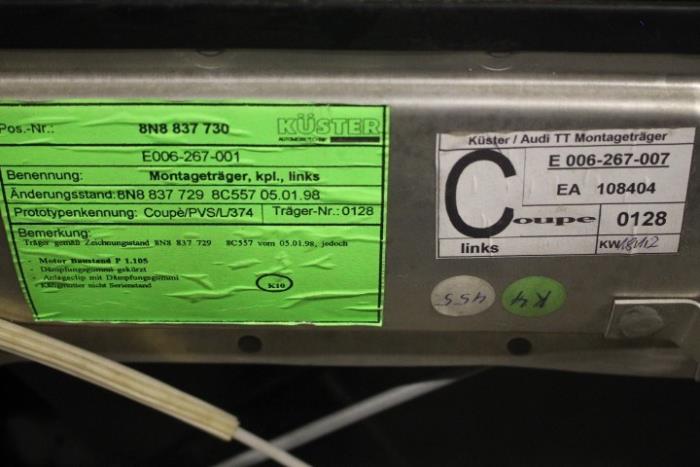 Pos.-Nr.: 8N8 837 730 KÜSTER
E006-267-001
Benennung: Montageträger, kpl., links
Änderungsstand: 8N8 837 729 8C557 05.01.98
Prototypenkennung: Coupè/PVS/L/374 Träger-Nr.: 0128
Bemerkung:
Träger gemäß Zeichnungsstand 8N8 837 729 8C557 vom 05.01.98, jedoch
- Motor Baustand P 1.105
- Dämpfungsgummi gekürzt
- Anlageclip mit Dämpfungsgummi
nicht Serienstand
K10
Küster / Audi TT Montageträger
Coupe
links
E 006-267-007
EA 108404
0128
KW
455
K4